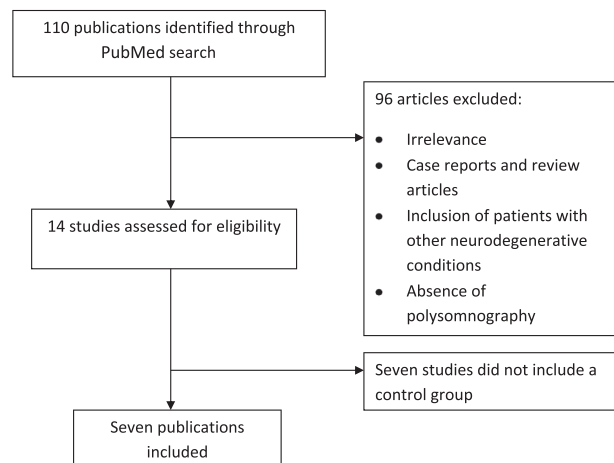 110 publications identified through
PubMed search
96 articles excluded:
• Irrelevance
• Case reports and review
articles
• Inclusion of patients with
other neurodegenerative
conditions
• Absence of
polysomnography
14 studies assessed for eligibility
Seven studies did not include a
control group
Seven publications
included